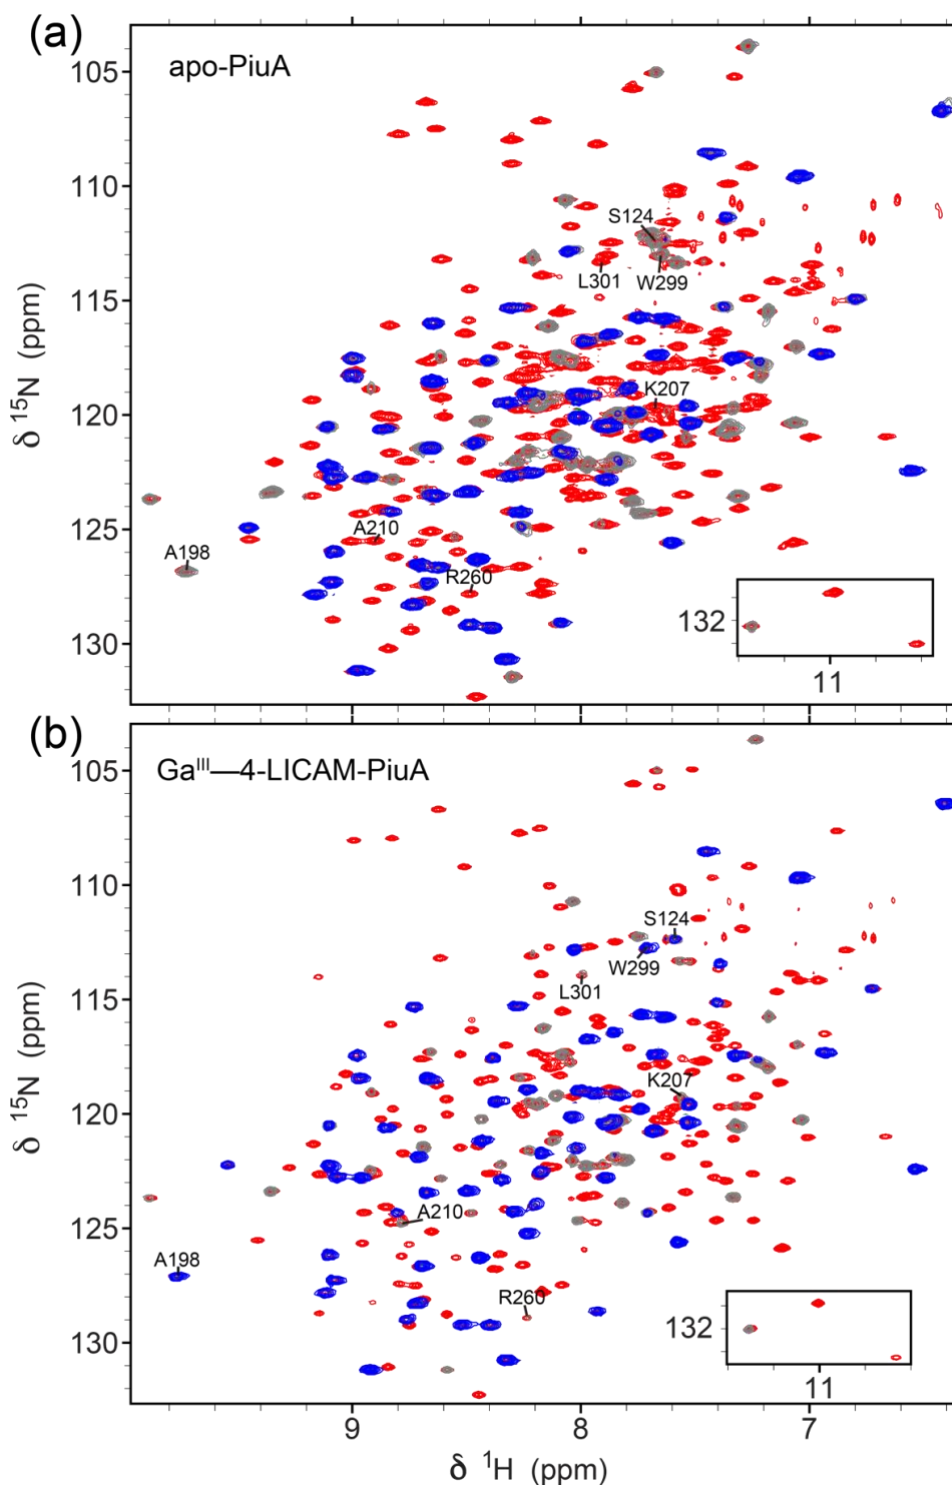 (a)
apo-PiuA
105
110
115
120
125
130
δ ¹⁵N (ppm)
S124
L301
W299
K207
A210
A198
R260
132
11
(b)
Gaᴵᴵᴵ—4-LICAM-PiuA
105
110
115
120
125
130
δ ¹⁵N (ppm)
S124
W299
L301
K207
A210
A198
R260
132
11
9
8
7
δ ¹H (ppm)